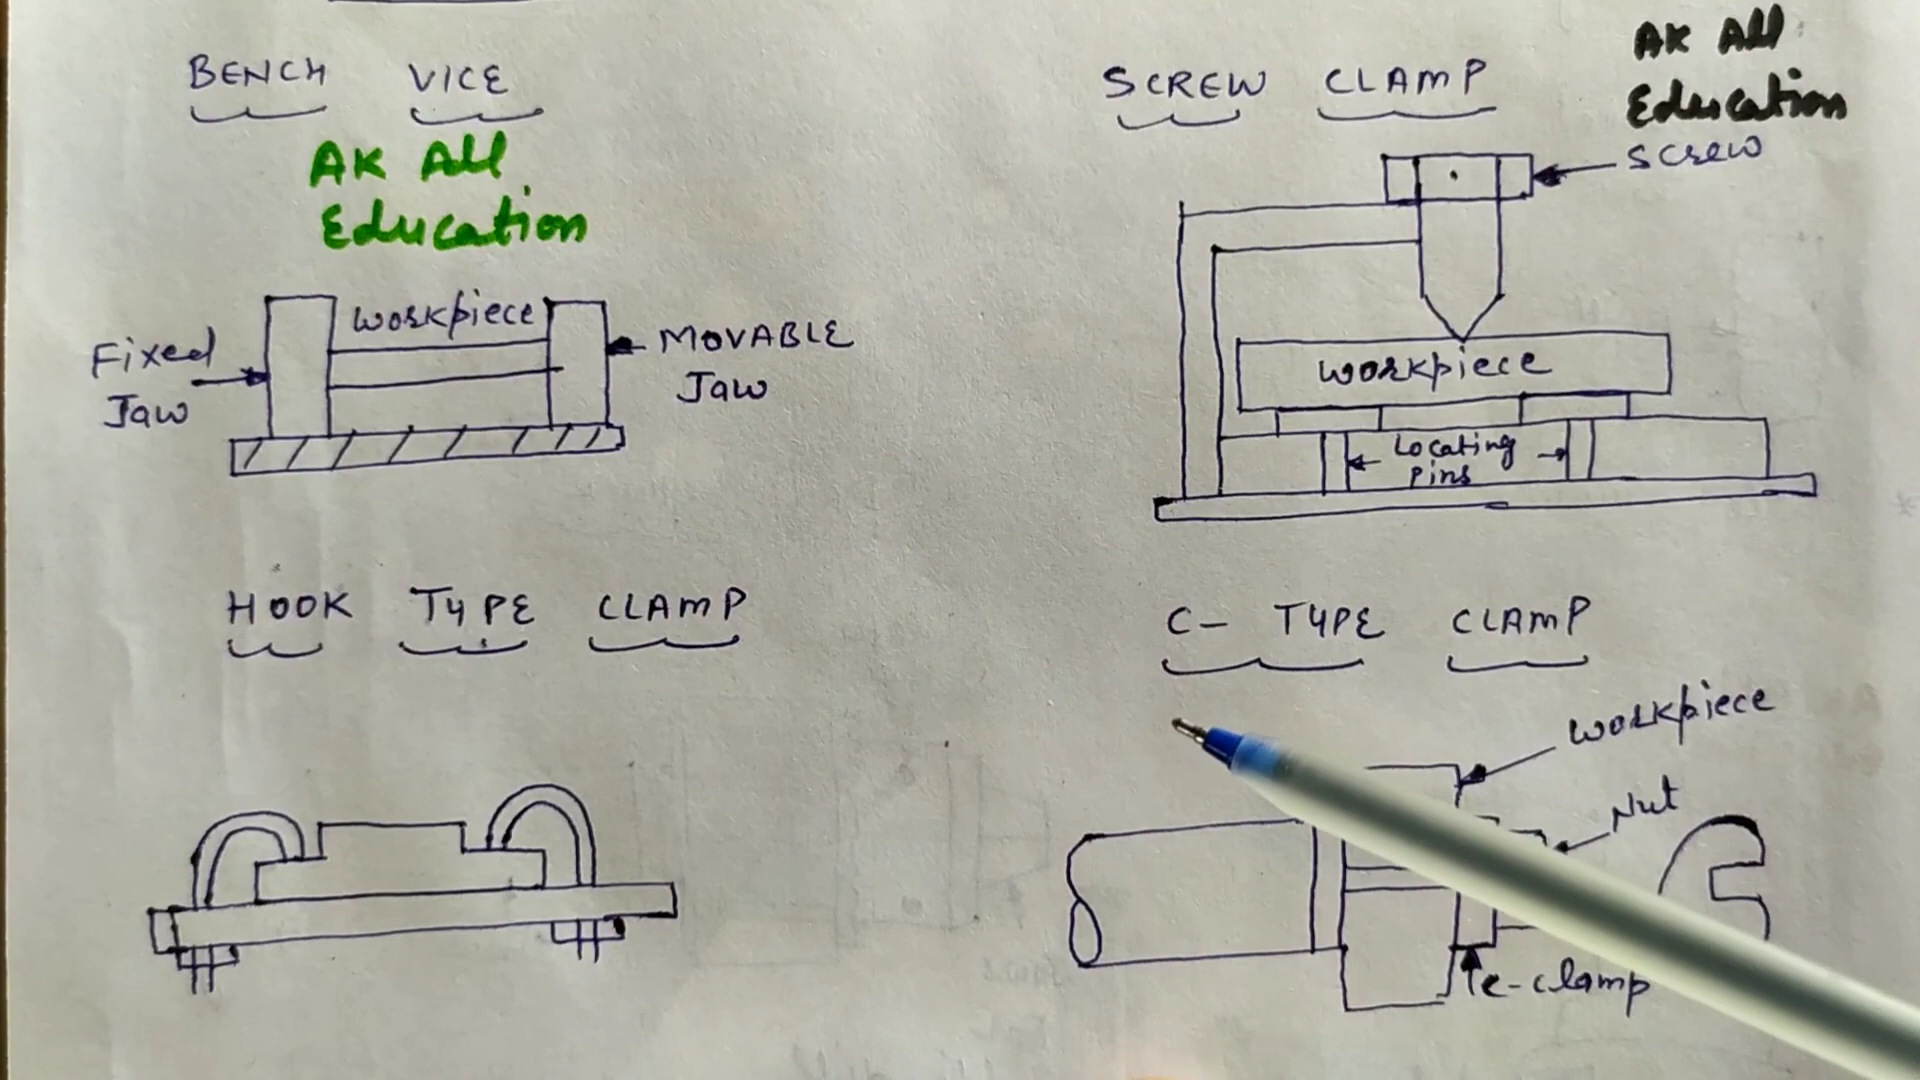 BENCH VICE
AK All
Education
Fixed
Jaw
workpiece
MOVABLE
Jaw
SCREW CLAMP
AK All
Education
screw
workpiece
Locating
pins
HOOK TYPE CLAMP
C- TYPE CLAMP
workpiece
Nut
c-clamp